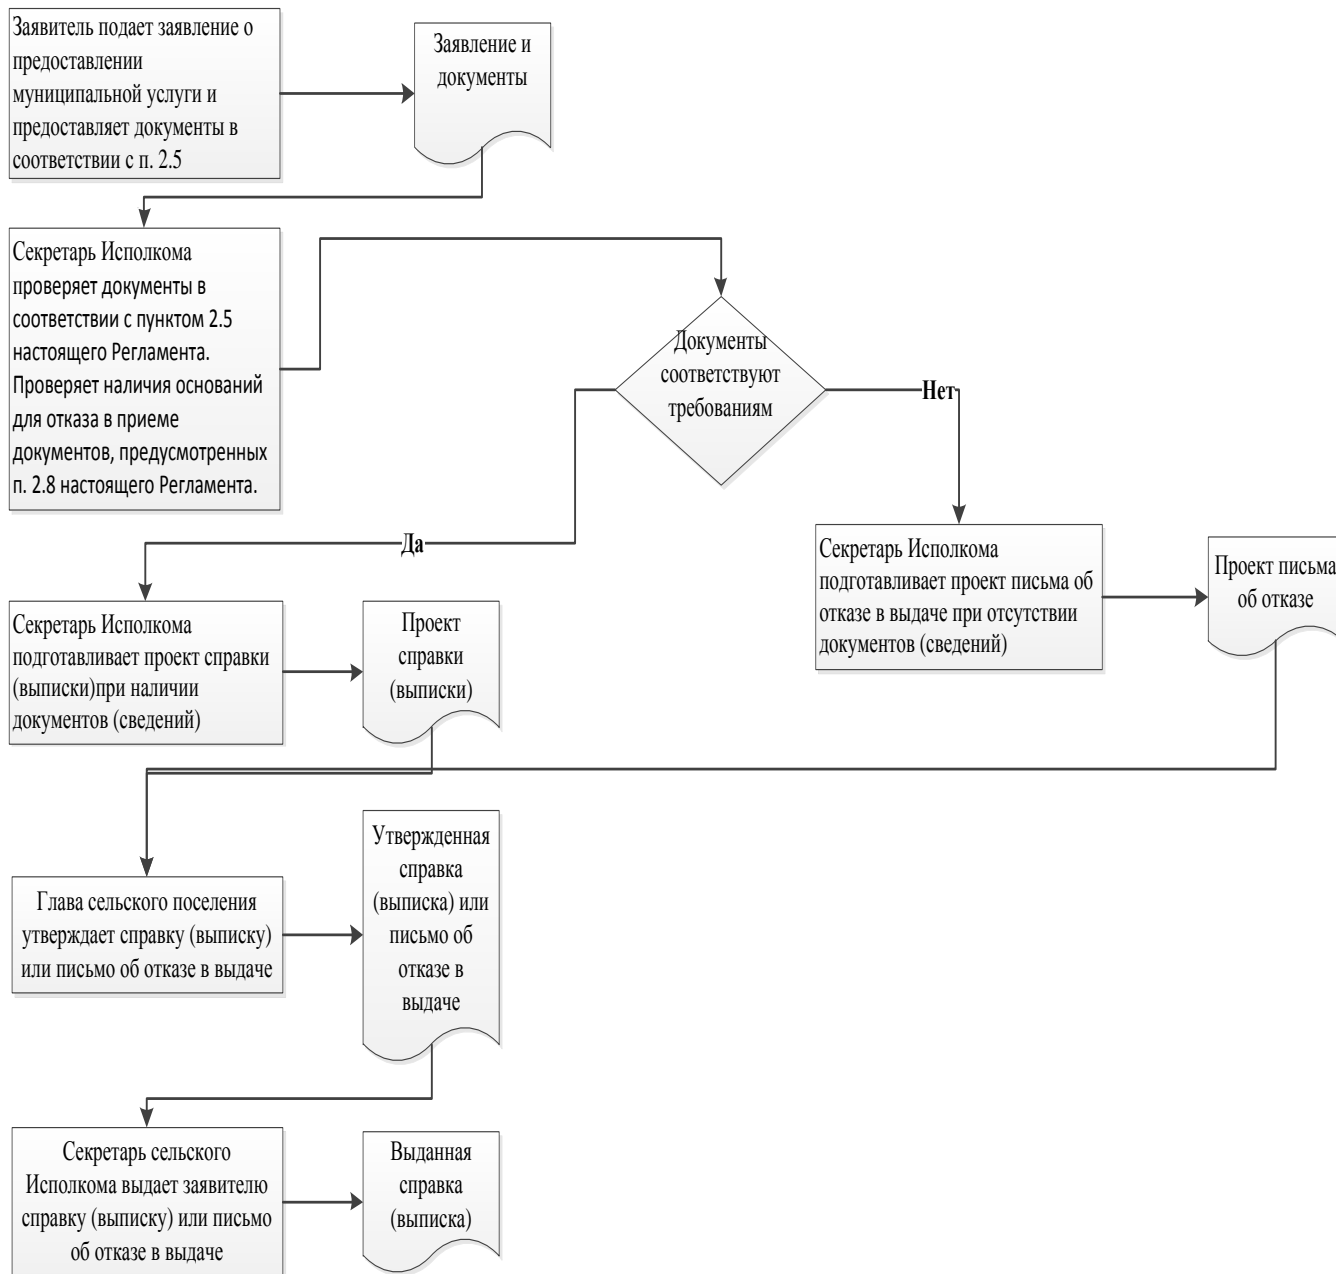 Заявитель подает заявление о
предоставлении
муниципальной услуги и
предоставляет документы в
соответствии с п. 2.5
Заявление и
документы
Секретарь Исполкома
проверяет документы в
соответствии с пунктом 2.5
настоящего Регламента.
Проверяет наличия оснований
для отказа в приеме
документов, предусмотренных
п. 2.8 настоящего Регламента.
Документы
соответствуют
требованиям
Нет
Да
Секретарь Исполкома
подготавливает проект письма об
отказе в выдаче при отсутствии
документов (сведений)
Проект письма
об отказе
Секретарь Исполкома
подготавливает проект справки
(выписки)при наличии
документов (сведений)
Проект
справки
(выписки)
Глава сельского поселения
утверждает справку (выписку)
или письмо об отказе в выдаче
Утвержденная
справка
(выписка) или
письмо об
отказе в
выдаче
Секретарь сельского
Исполкома выдает заявителю
справку (выписку) или письмо
об отказе в выдаче
Выданная
справка
(выписка)